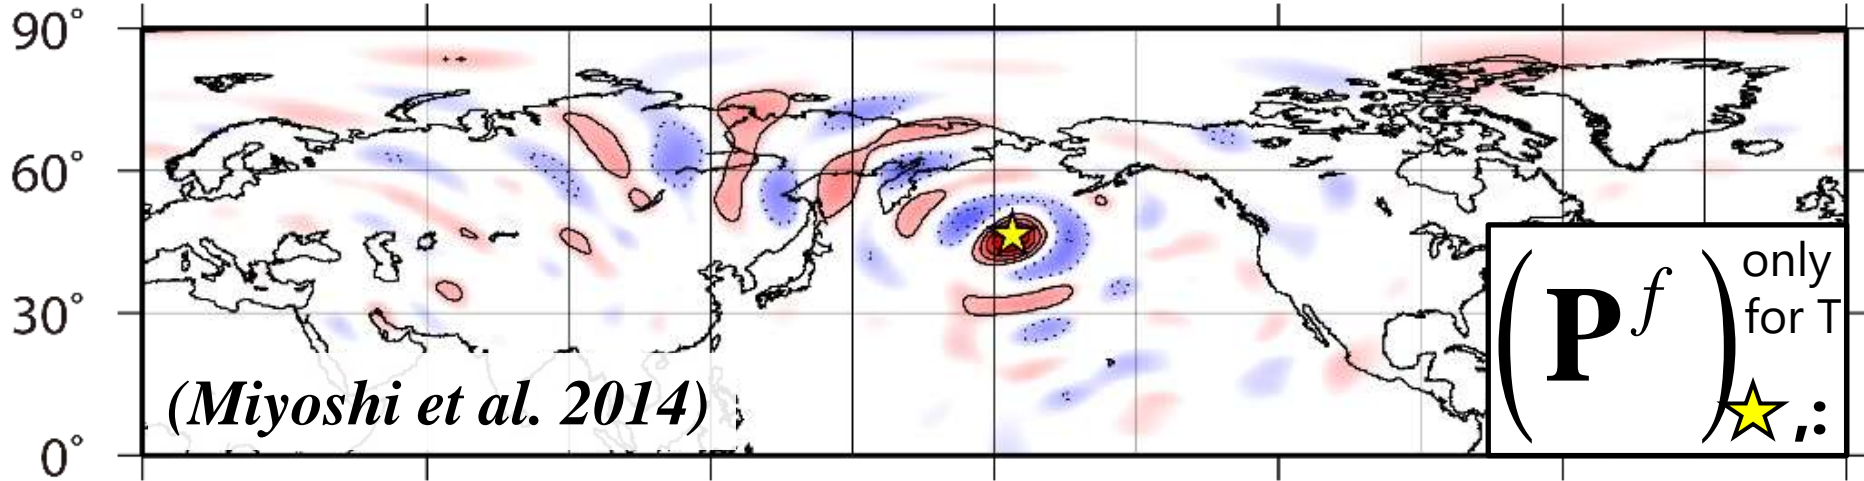 90°
60°
30°
0°
(Miyoshi et al. 2014)
(P^f)
only
for T
★,: